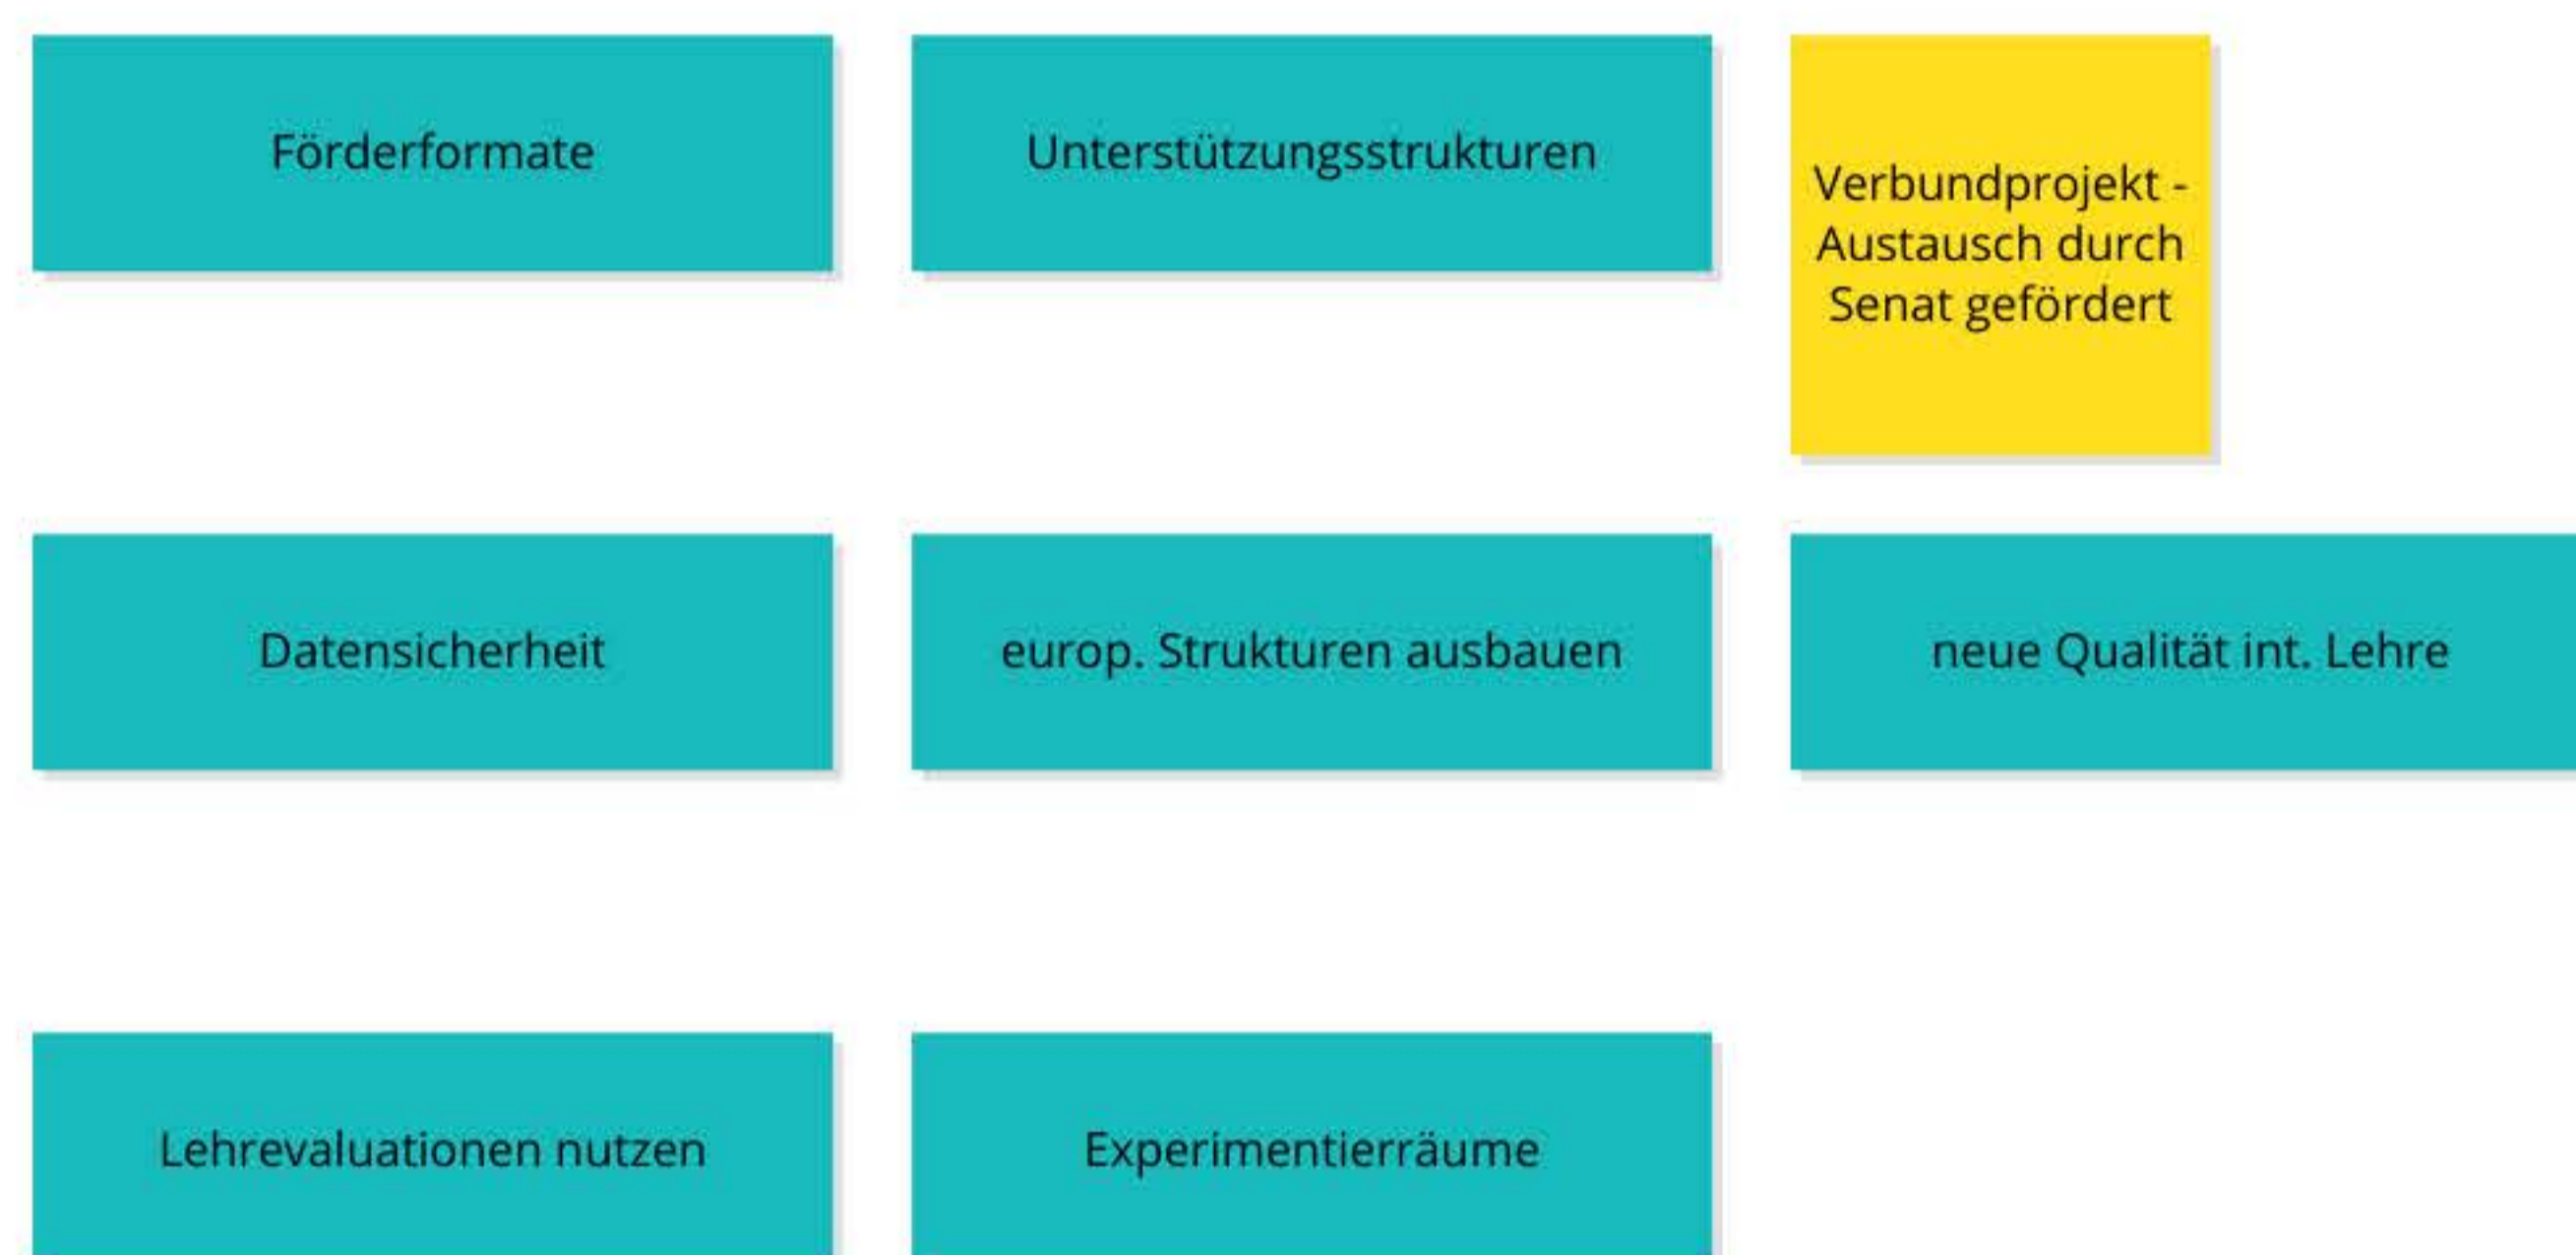 Förderformate
Unterstützungsstrukturen
Verbundprojekt -
Austausch durch
Senat gefördert
Datensicherheit
europ. Strukturen ausbauen
neue Qualität int. Lehre
Lehrevaluationen nutzen
Experimentierräume